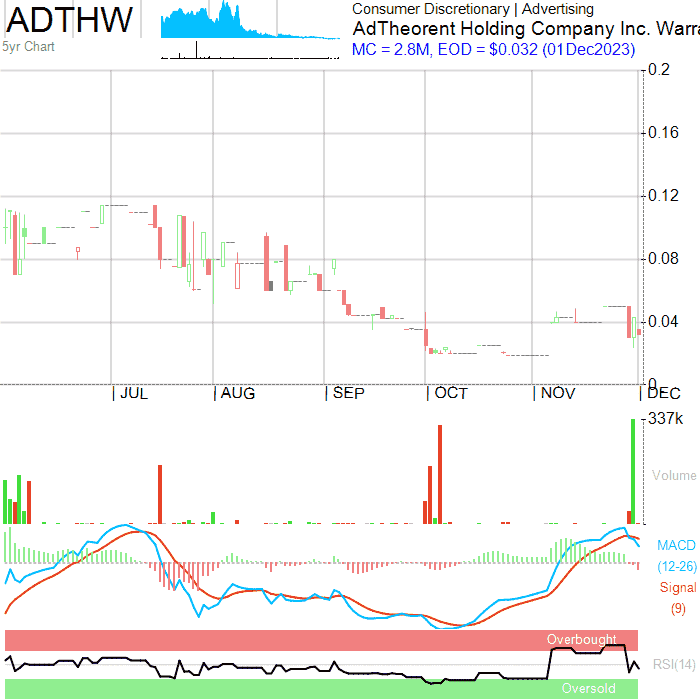 ADTHW
5yr Chart
Consumer Discretionary | Advertising
AdTheorent Holding Company Inc. Warra
MC = 2.8M, EOD = $0.032 (01Dec2023)
0.2
0.16
0.12
0.08
0.04
0
| JUL | AUG | SEP | OCT | NOV | DEC
337k
Volume
MACD
(12-26)
Signal
(9)
Overbought
RSI(14)
Oversold